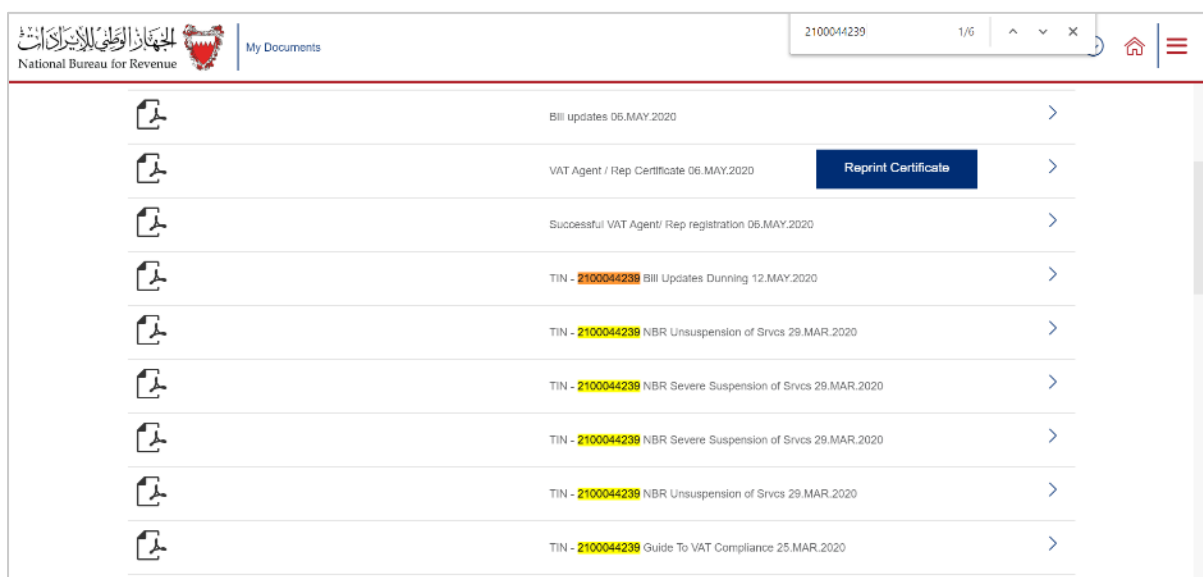 الجهاز الوطني للإيرادات
National Bureau for Revenue
My Documents
2100044239 1/6
Bill updates 06.MAY.2020
VAT Agent / Rep Certificate 06.MAY.2020 Reprint Certificate
Successful VAT Agent/ Rep registration 06.MAY.2020
TIN - 2100044239 Bill Updates Dunning 12.MAY.2020
TIN - 2100044239 NBR Unsuspension of Srvcs 29.MAR.2020
TIN - 2100044239 NBR Severe Suspension of Srvcs 29.MAR.2020
TIN - 2100044239 NBR Severe Suspension of Srvcs 29.MAR.2020
TIN - 2100044239 NBR Unsuspension of Srvcs 29.MAR.2020
TIN - 2100044239 Guide To VAT Compliance 25.MAR.2020